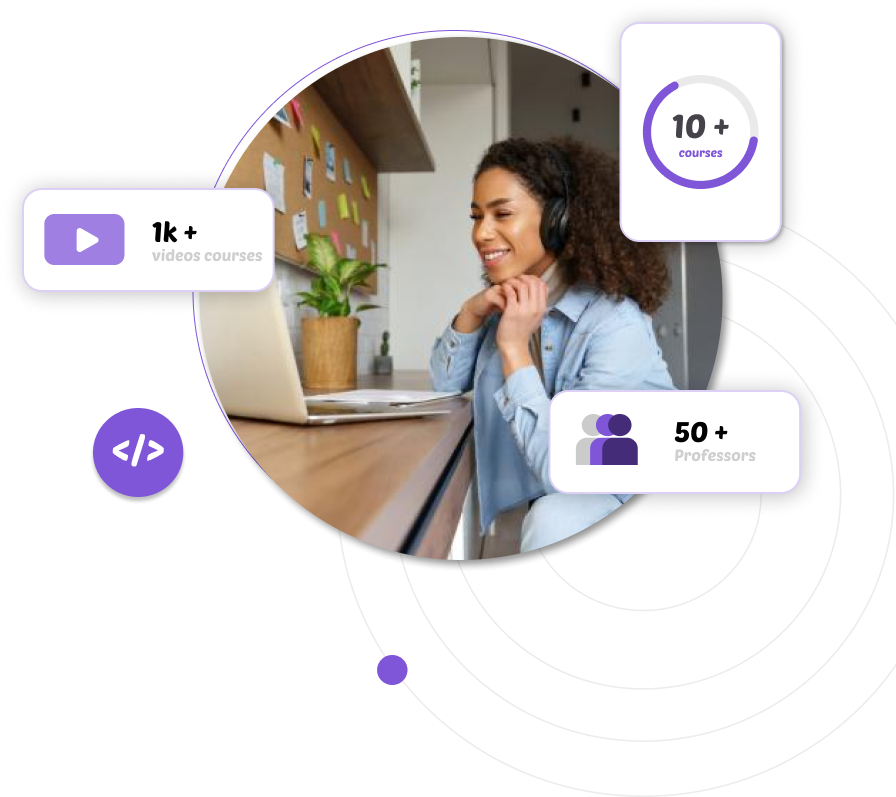 10 +
courses
1k +
videos courses
</>
50 +
Professors